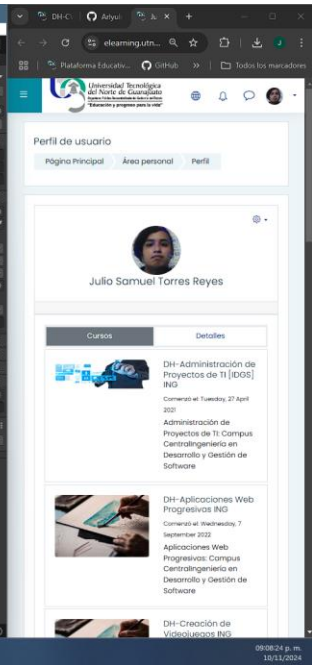 DH-C
Artyui
elearning.utn...
Plataforma Educativ...
GitHub
Todos los marcadores
Universidad Tecnológica
del Norte de Guanajuato
"Educación y progreso para la vida"
Perfil de usuario
Página Principal
Área personal
Perfil
Julio Samuel Torres Reyes
Cursos
Detalles
DH-Administración de
Proyectos de TI [IDGS]
ING
Comenzó el: Tuesday, 27 April
2021
Administración de
Proyectos de TI: Campus
CentralIngeniería en
Desarrollo y Gestión de
Software
DH-Aplicaciones Web
Progresivas ING
Comenzó el: Wednesday, 7
September 2022
Aplicaciones Web
Progresivas: Campus
CentralIngeniería en
Desarrollo y Gestión de
Software
DH-Creación de
Videojuegos ING
09:08:24 p. m.
10/11/2024